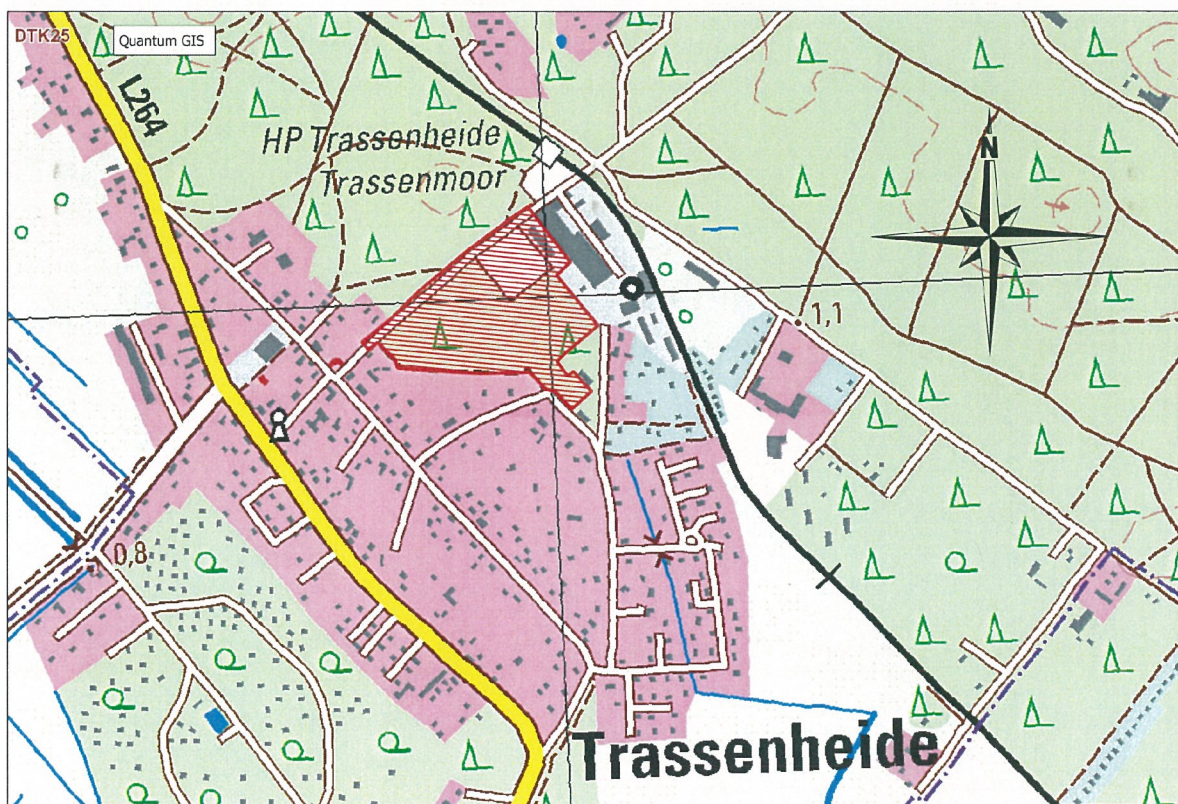 DTK25
Quantum GIS
L264
HP Trassenheide
Trassenmoor
N
1,1
0,8
Trassenheide